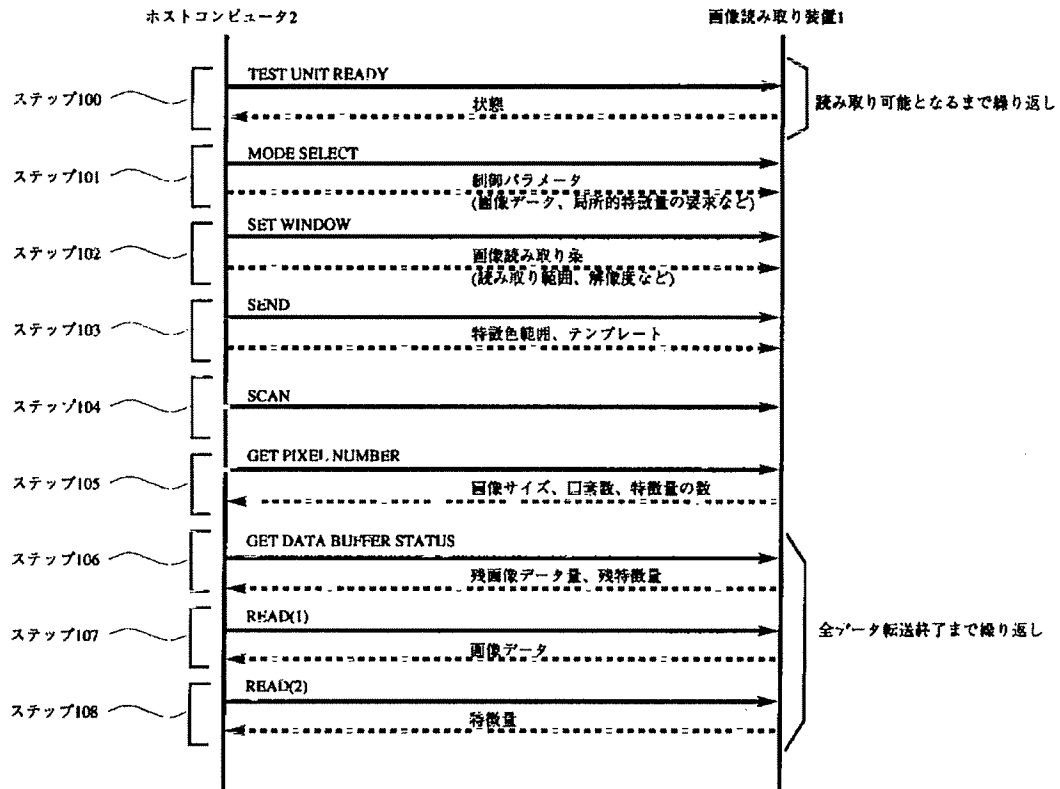 ホストコンピュータ2
画像読み取り装置1
TEST UNIT READY
ステップ100
状態
読み取り可能となるまで繰り返し
MODE SELECT
ステップ101
制御パラメータ
(画像データ、局所的特徴量の要求など)
SET WINDOW
ステップ102
画像読み取り条
(読み取り範囲、解像度など)
SEND
ステップ103
特徴色範囲、テンプレート
ステップ104
SCAN
GET PIXEL NUMBER
ステップ105
画像サイズ、画素数、特徴量の数
GET DATA BUFFER STATUS
ステップ106
残画像データ量、残特徴量
READ(1)
ステップ107
画像データ
全データ転送終了まで繰り返し
READ(2)
ステップ108
特徴量